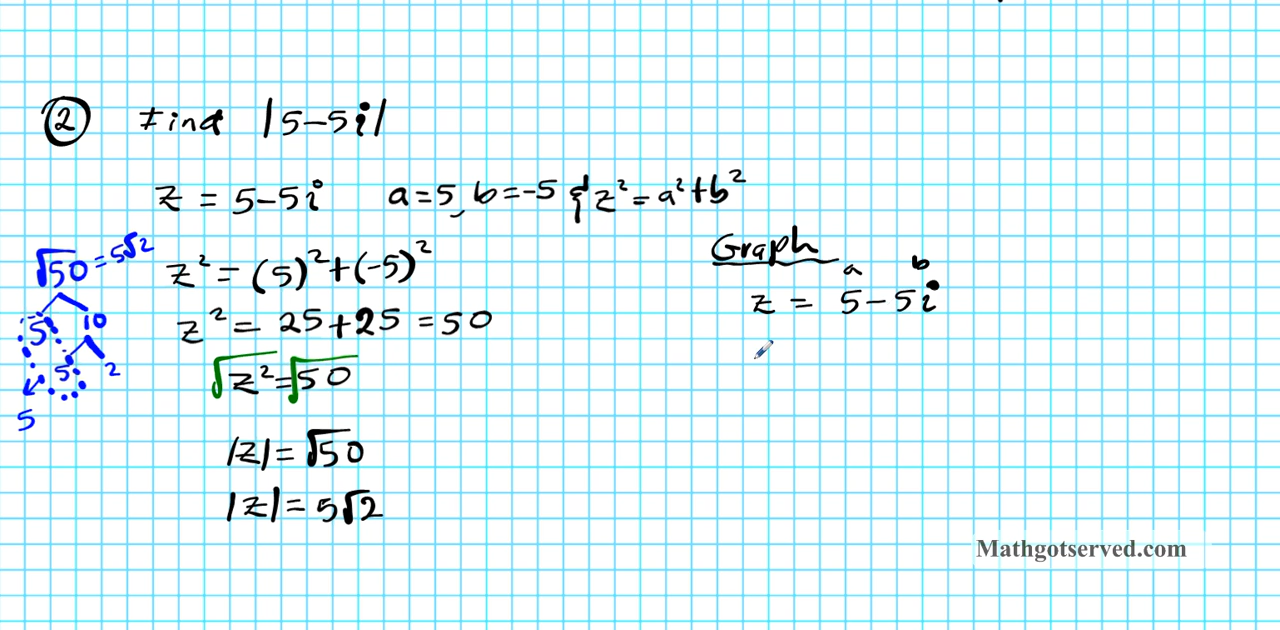 ② Find |5-5i|
z = 5-5i a=5, b=-5 } z² = a²+b²
√50 = 5√2
5 10
5 2
5
z² = (5)²+(-5)²
z² = 25+25 = 50
√z² = √50
|z| = √50
|z| = 5√2
Graph
a b
z = 5-5i
Mathgotserved.com